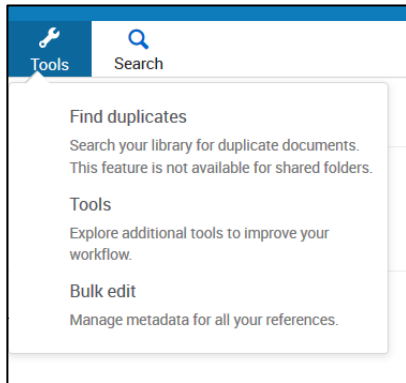 Tools
Search
Find duplicates
Search your library for duplicate documents.
This feature is not available for shared folders.
Tools
Explore additional tools to improve your
workflow.
Bulk edit
Manage metadata for all your references.